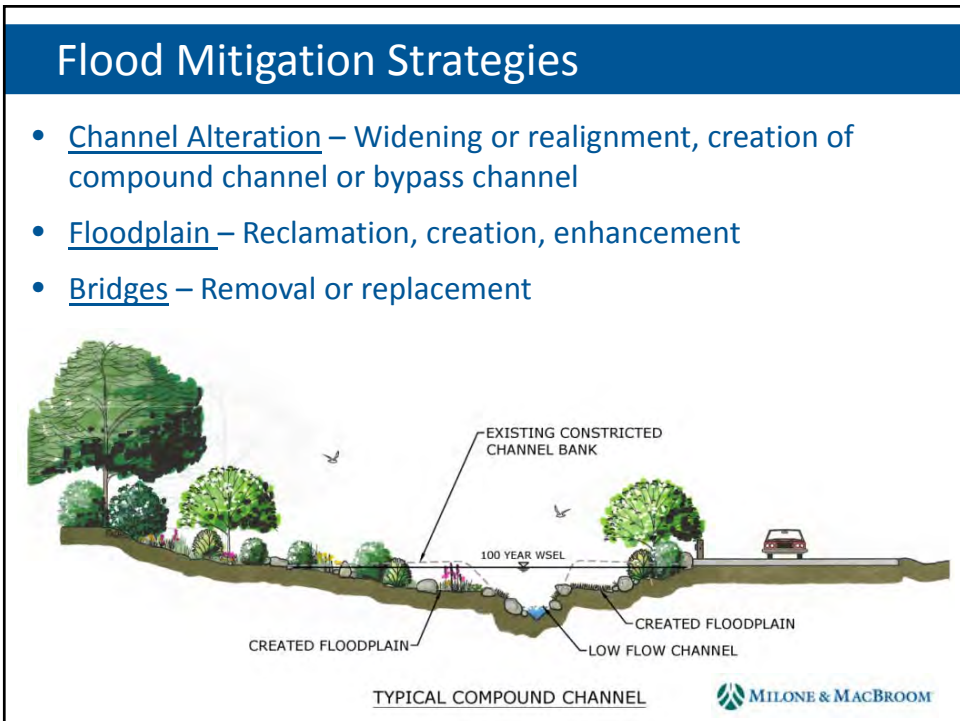 Flood Mitigation Strategies
• Channel Alteration – Widening or realignment, creation of
compound channel or bypass channel
• Floodplain – Reclamation, creation, enhancement
• Bridges – Removal or replacement
EXISTING CONSTRICTED
CHANNEL BANK
100 YEAR WSEL
CREATED FLOODPLAIN
LOW FLOW CHANNEL
CREATED FLOODPLAIN
TYPICAL COMPOUND CHANNEL
MILONE & MACBROOM